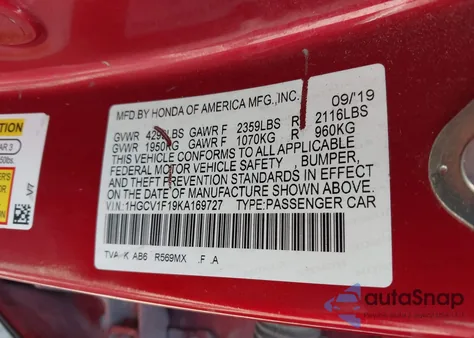 MFD.BY HONDA OF AMERICA MFG.,INC. 09/'19
GVWR LBS GAWR F 2359LBS R 2116LBS
GVWR 1950KG GAWR F 1070KG R 960KG
THIS VEHICLE CONFORMS TO ALL APPLICABLE
FEDERAL MOTOR VEHICLE SAFETY , BUMPER,
AND THEFT PREVENTION STANDARDS IN EFFECT
ON THE DATE OF MANUFACTURE SHOWN ABOVE.
V.I.N:1HGCV1F19KA169727 TYPE:PASSENGER CAR
AB6 R569MX .F .A
AR 3
autoSnap